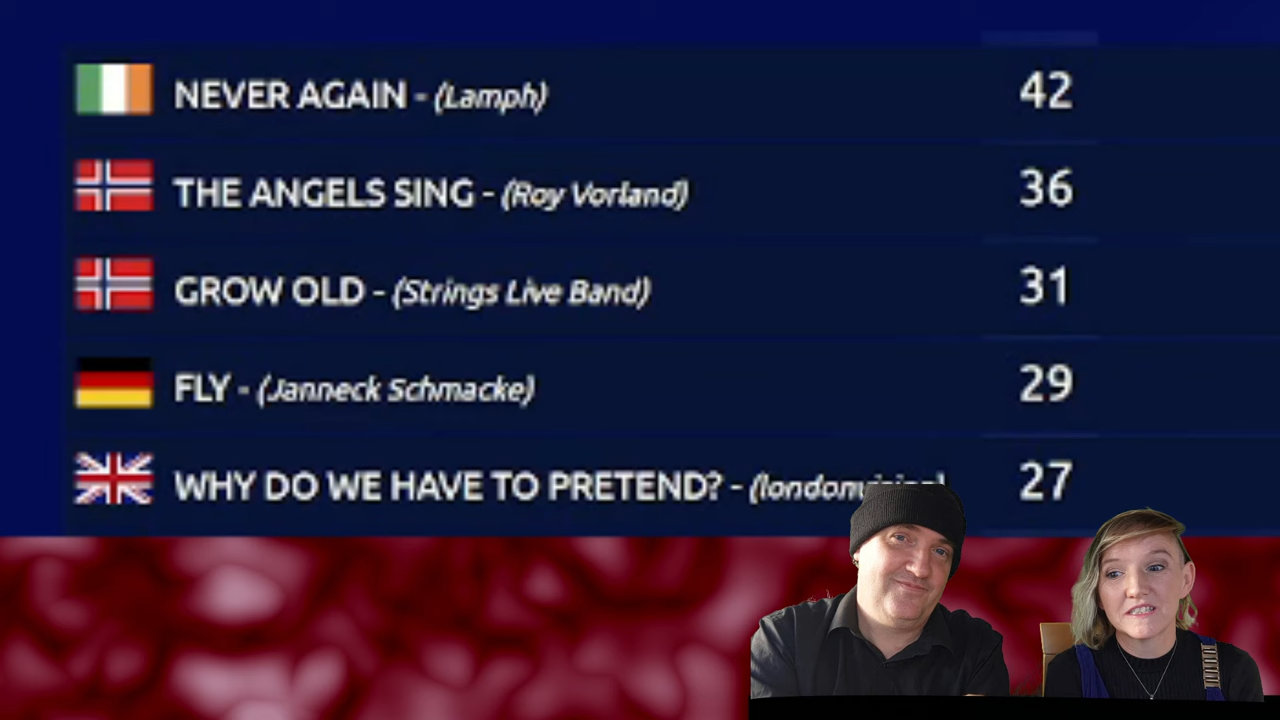 NEVER AGAIN - (Lamph) 42
THE ANGELS SING - (Roy Vorland) 36
GROW OLD - (Strings Live Band) 31
FLY - (Janneck Schmacke) 29
WHY DO WE HAVE TO PRETEND? - 27